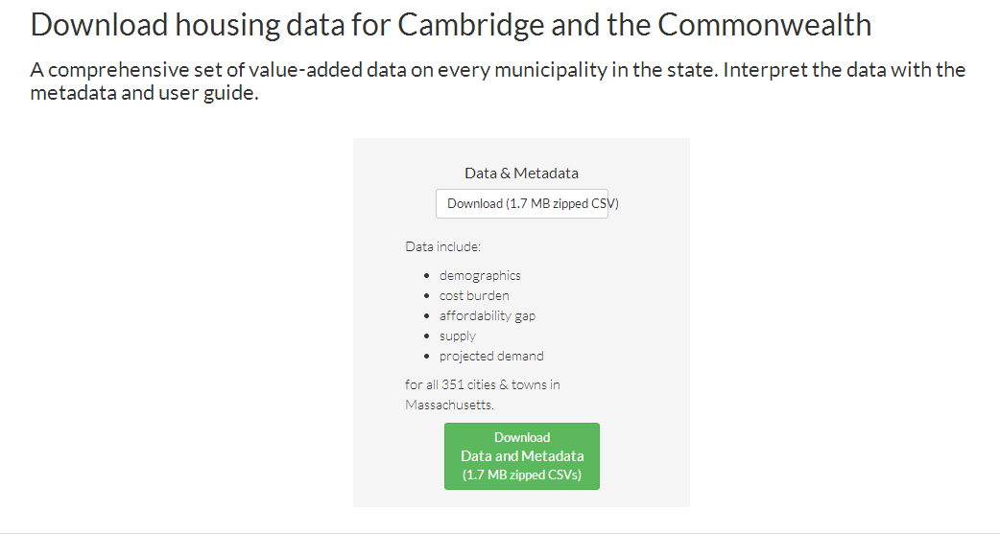 Download housing data for Cambridge and the Commonwealth
A comprehensive set of value-added data on every municipality in the state. Interpret the data with the
metadata and user guide.
Data & Metadata
Download (1.7 MB zipped CSV)
Data include:
demographics
cost burden
affordability gap
supply
projected demand
for all 351 cities & towns in
Massachusetts.
Download
Data and Metadata
(1.7 MB zipped CSVs)